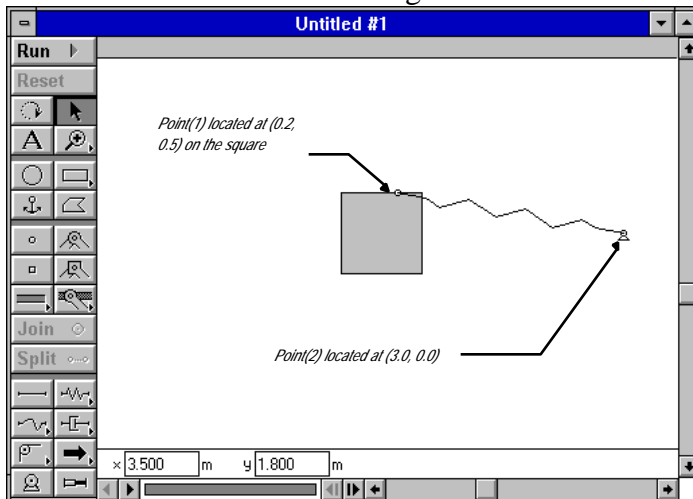 Untitled #1
Run
Reset
A
Point(1) located at (0.2,
0.5) on the square
Join
Split
Point(2) located at (3.0, 0.0)
x 3.500 m y 1.800 m